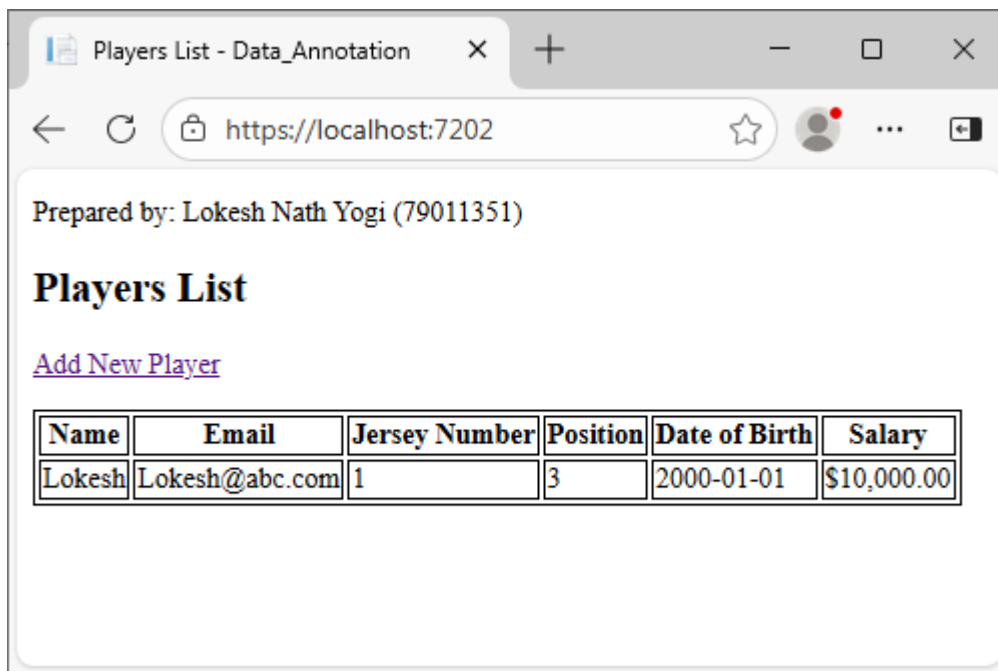 Players List - Data_Annotation
https://localhost:7202
Prepared by: Lokesh Nath Yogi (79011351)
Players List
Add New Player
Name Email Jersey Number Position Date of Birth Salary
Lokesh Lokesh@abc.com 1 3 2000-01-01 $10,000.00